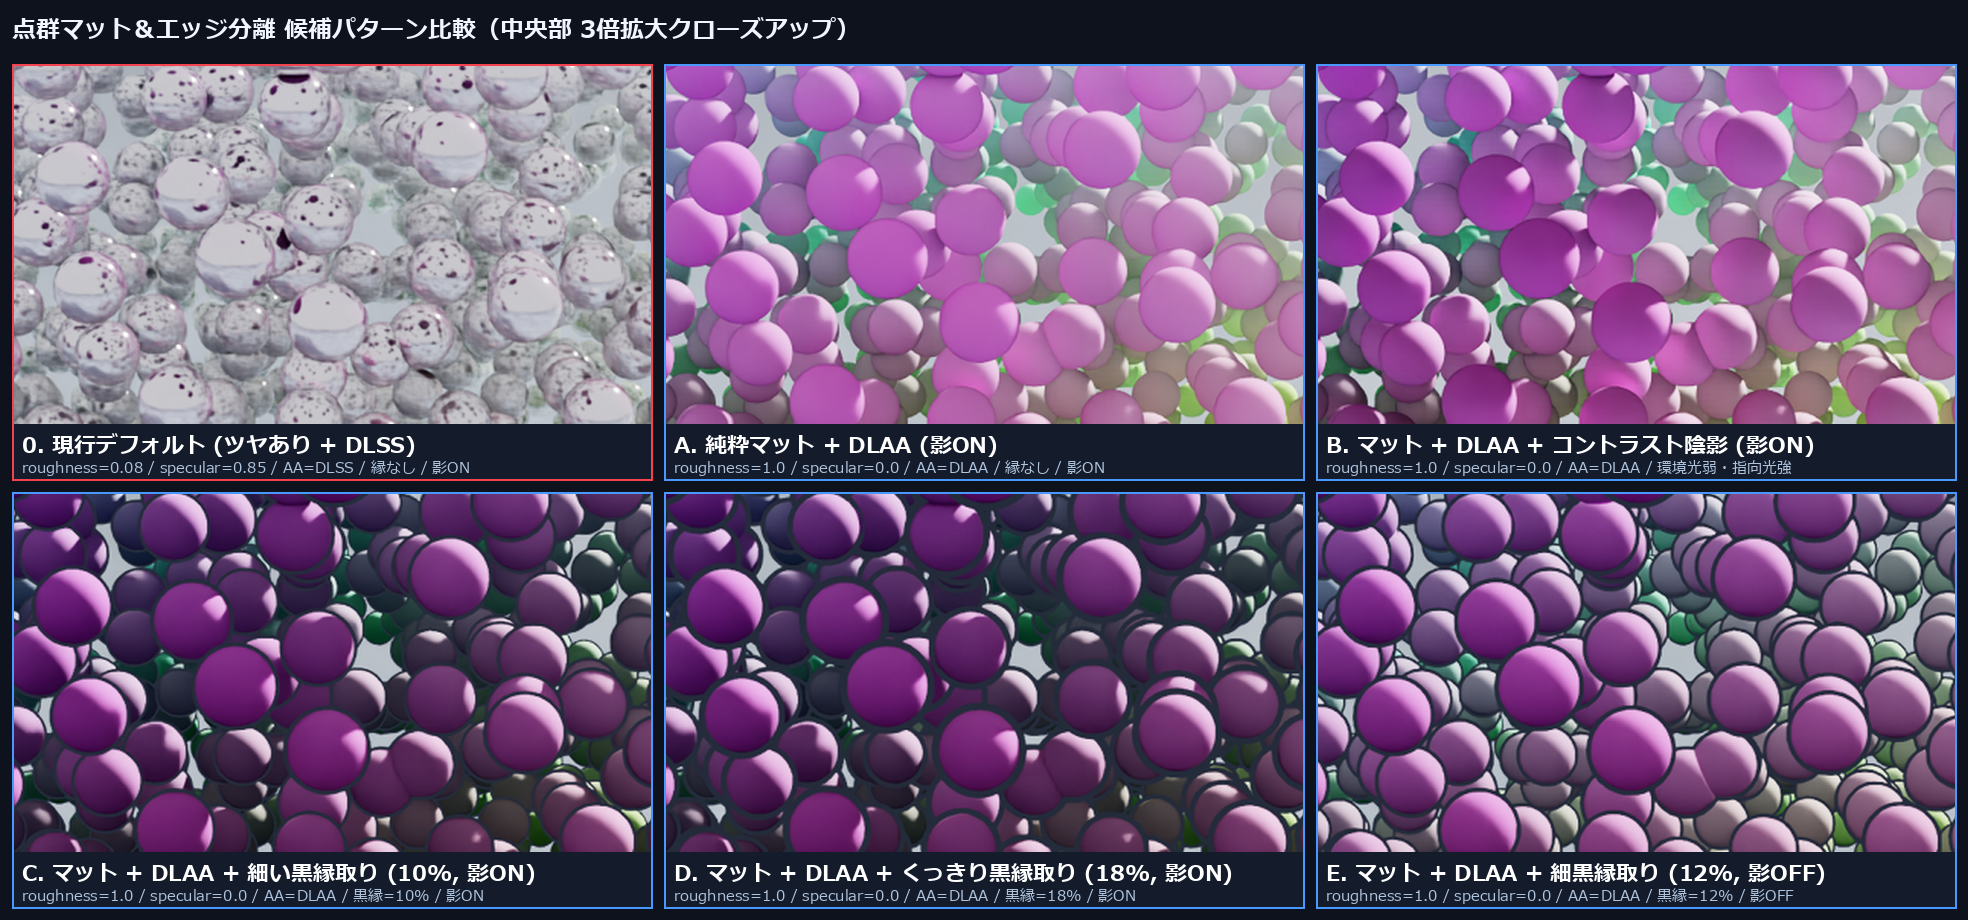 点群マット&エッジ分離 候補パターン比較（中央部 3倍拡大クローズアップ）
0. 現行デフォルト (ツヤあり + DLSS)
roughness=0.08 / specular=0.85 / AA=DLSS / 縁なし / 影ON
A. 純粋マット + DLAA (影ON)
roughness=1.0 / specular=0.0 / AA=DLAA / 縁なし / 影ON
B. マット + DLAA + コントラスト陰影 (影ON)
roughness=1.0 / specular=0.0 / AA=DLAA / 環境光弱・指向光強
C. マット + DLAA + 細い黒縁取り (10%, 影ON)
roughness=1.0 / specular=0.0 / AA=DLAA / 黒縁=10% / 影ON
D. マット + DLAA + くっきり黒縁取り (18%, 影ON)
roughness=1.0 / specular=0.0 / AA=DLAA / 黒縁=18% / 影ON
E. マット + DLAA + 細黒縁取り (12%, 影OFF)
roughness=1.0 / specular=0.0 / AA=DLAA / 黒縁=12% / 影OFF